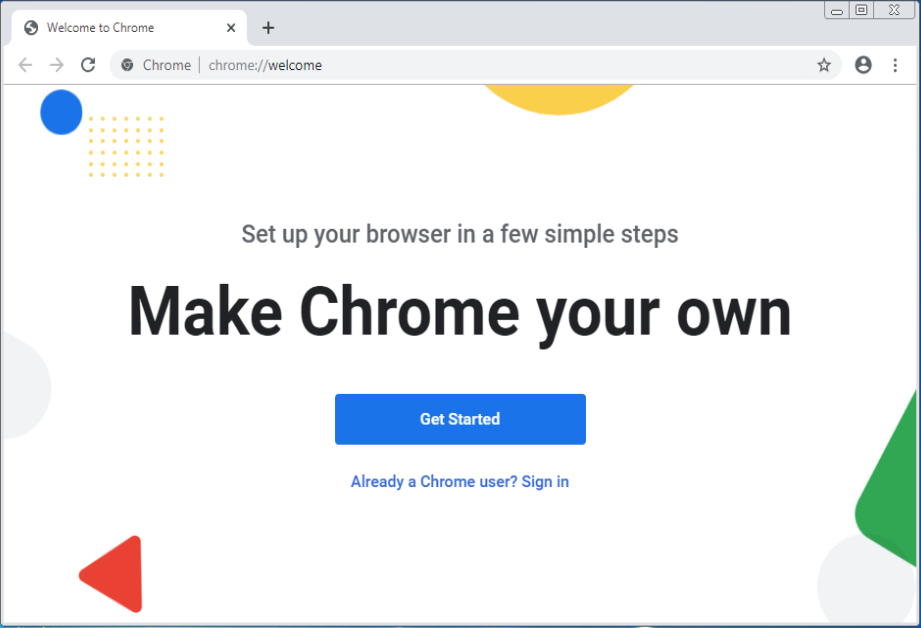 Welcome to Chrome
Chrome | chrome://welcome
Set up your browser in a few simple steps
Make Chrome your own
Get Started
Already a Chrome user? Sign in